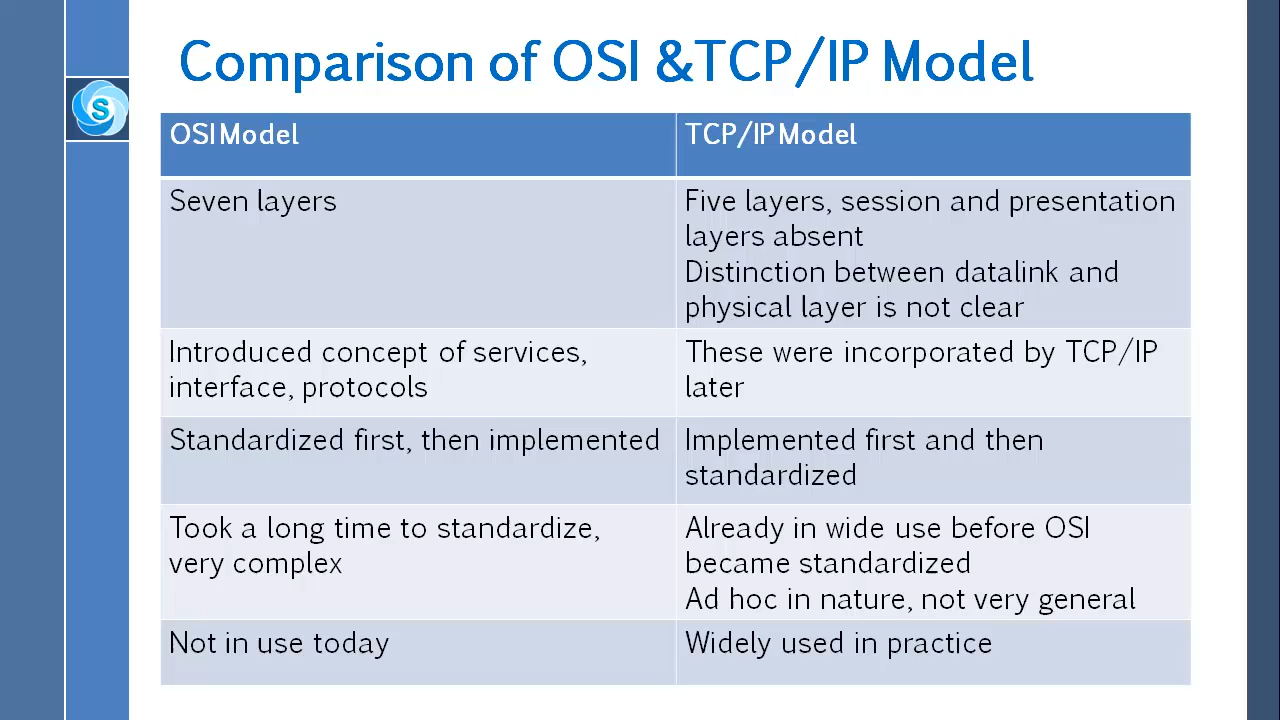 Comparison of OSI &TCP/IP Model
S
OSI Model
TCP/IP Model
Seven layers
Five layers, session and presentation
layers absent
Distinction between datalink and
physical layer is not clear
Introduced concept of services,
interface, protocols
These were incorporated by TCP/IP
later
Standardized first, then implemented
Implemented first and then
standardized
Took a long time to standardize,
very complex
Already in wide use before OSI
became standardized
Ad hoc in nature, not very general
Not in use today
Widely used in practice